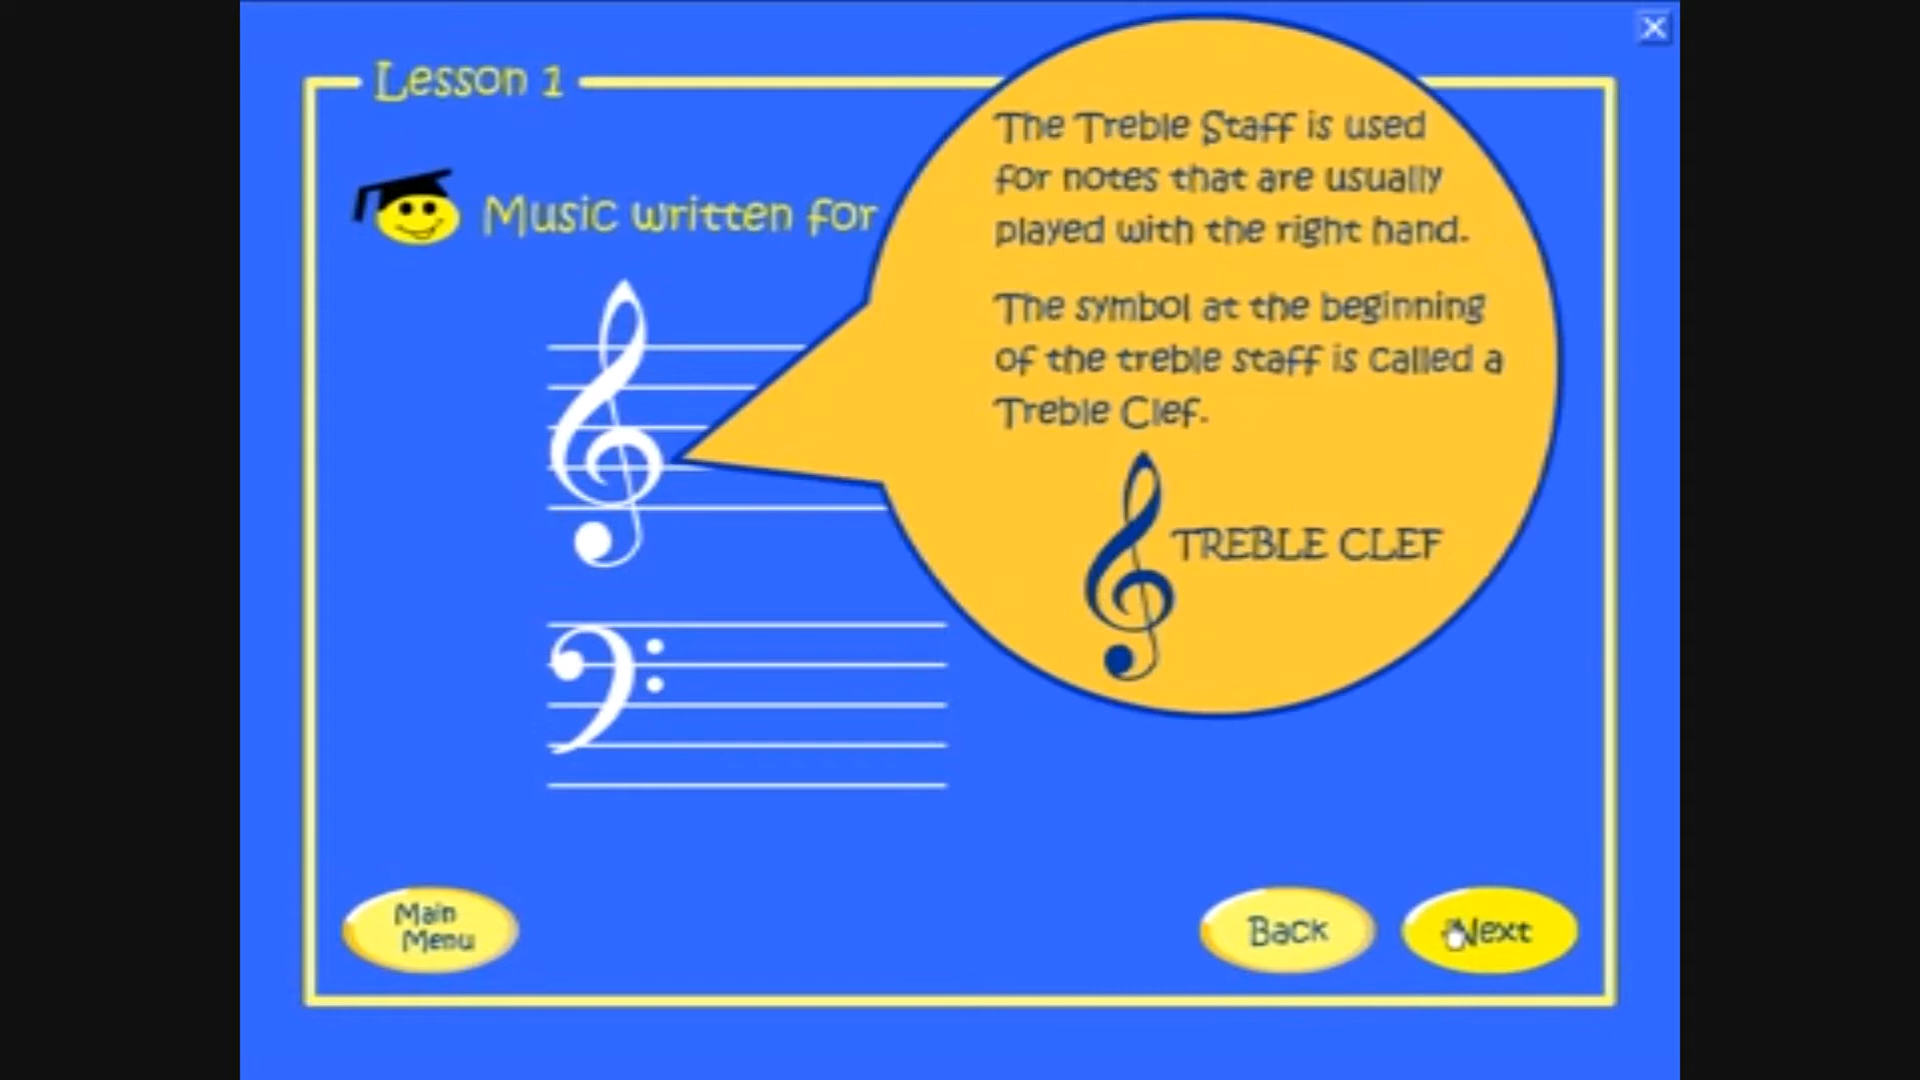 Lesson 1
Music written for
The Treble Staff is used
for notes that are usually
played with the right hand.
The symbol at the beginning
of the treble staff is called a
Treble Clef.
TREBLE CLEF
Main
Menu
Back
Next